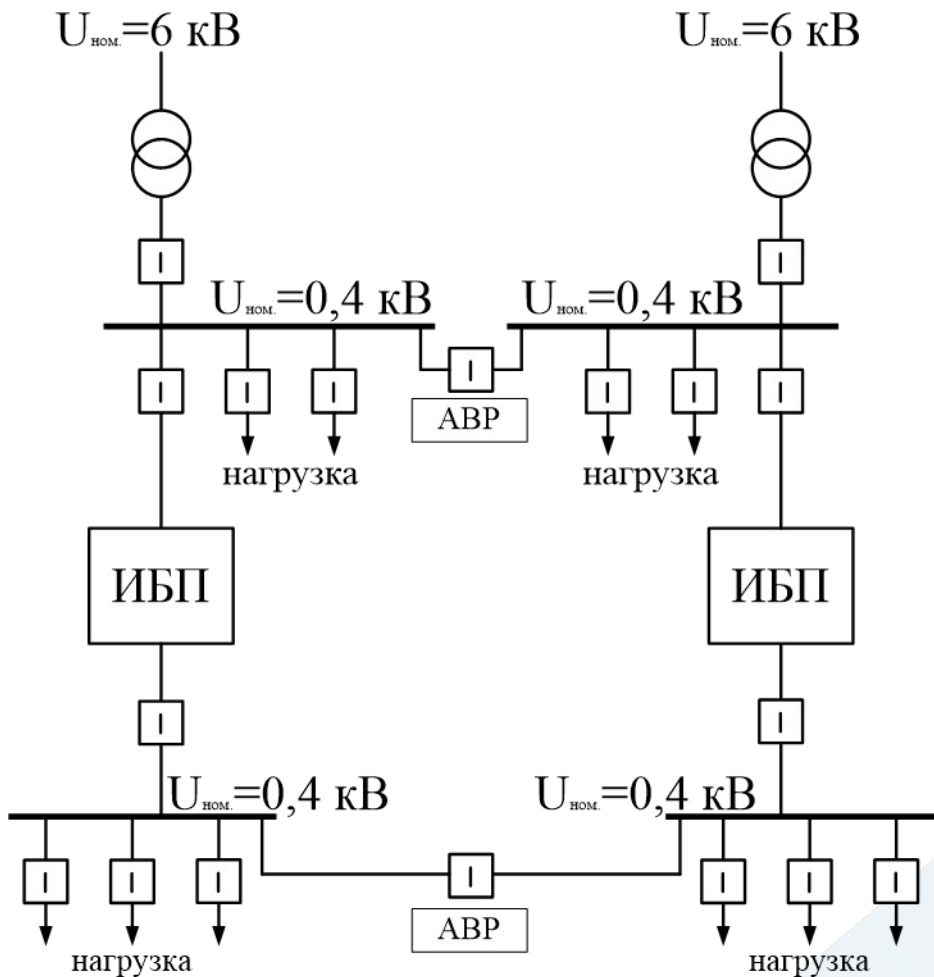 Uном.=6 кВ
Uном.=6 кВ
Uном.=0,4 кВ
Uном.=0,4 кВ
АВР
нагрузка
нагрузка
ИБП
ИБП
Uном.=0,4 кВ
Uном.=0,4 кВ
АВР
нагрузка
нагрузка